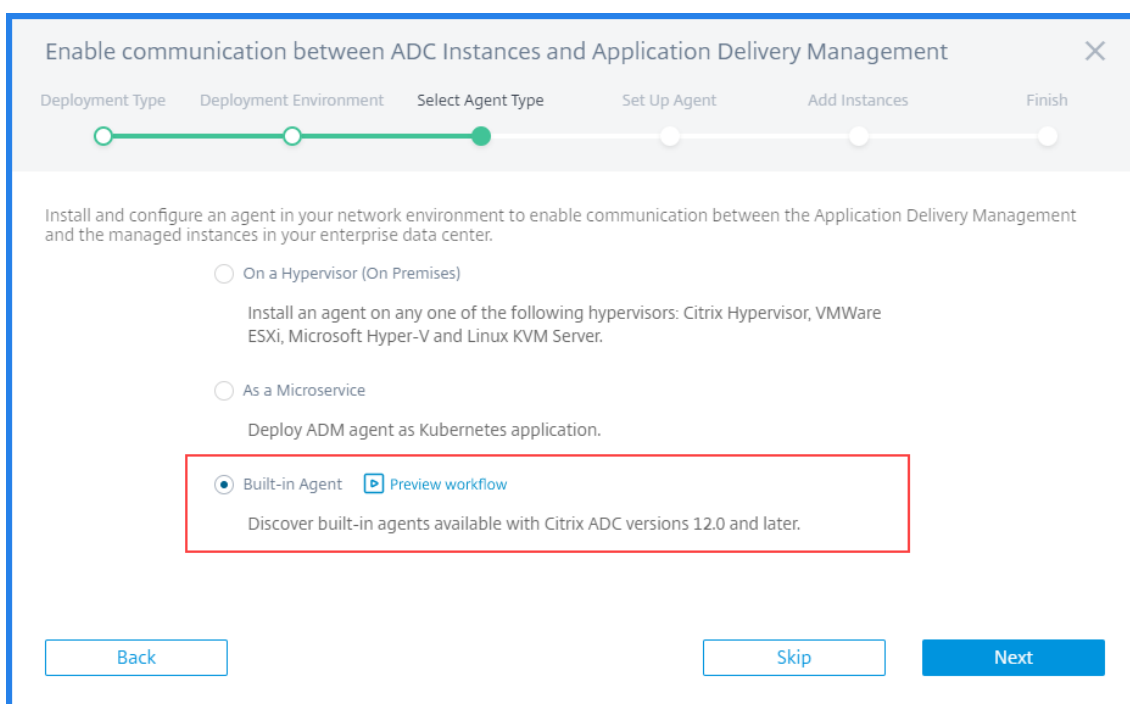 Enable communication between ADC Instances and Application Delivery Management
Deployment Type Deployment Environment Select Agent Type Set Up Agent Add Instances Finish
Install and configure an agent in your network environment to enable communication between the Application Delivery Management
and the managed instances in your enterprise data center.
On a Hypervisor (On Premises)
Install an agent on any one of the following hypervisors: Citrix Hypervisor, VMWare
ESXi, Microsoft Hyper-V and Linux KVM Server.
As a Microservice
Deploy ADM agent as Kubernetes application.
Built-in Agent Preview workflow
Discover built-in agents available with Citrix ADC versions 12.0 and later.
Back Skip Next